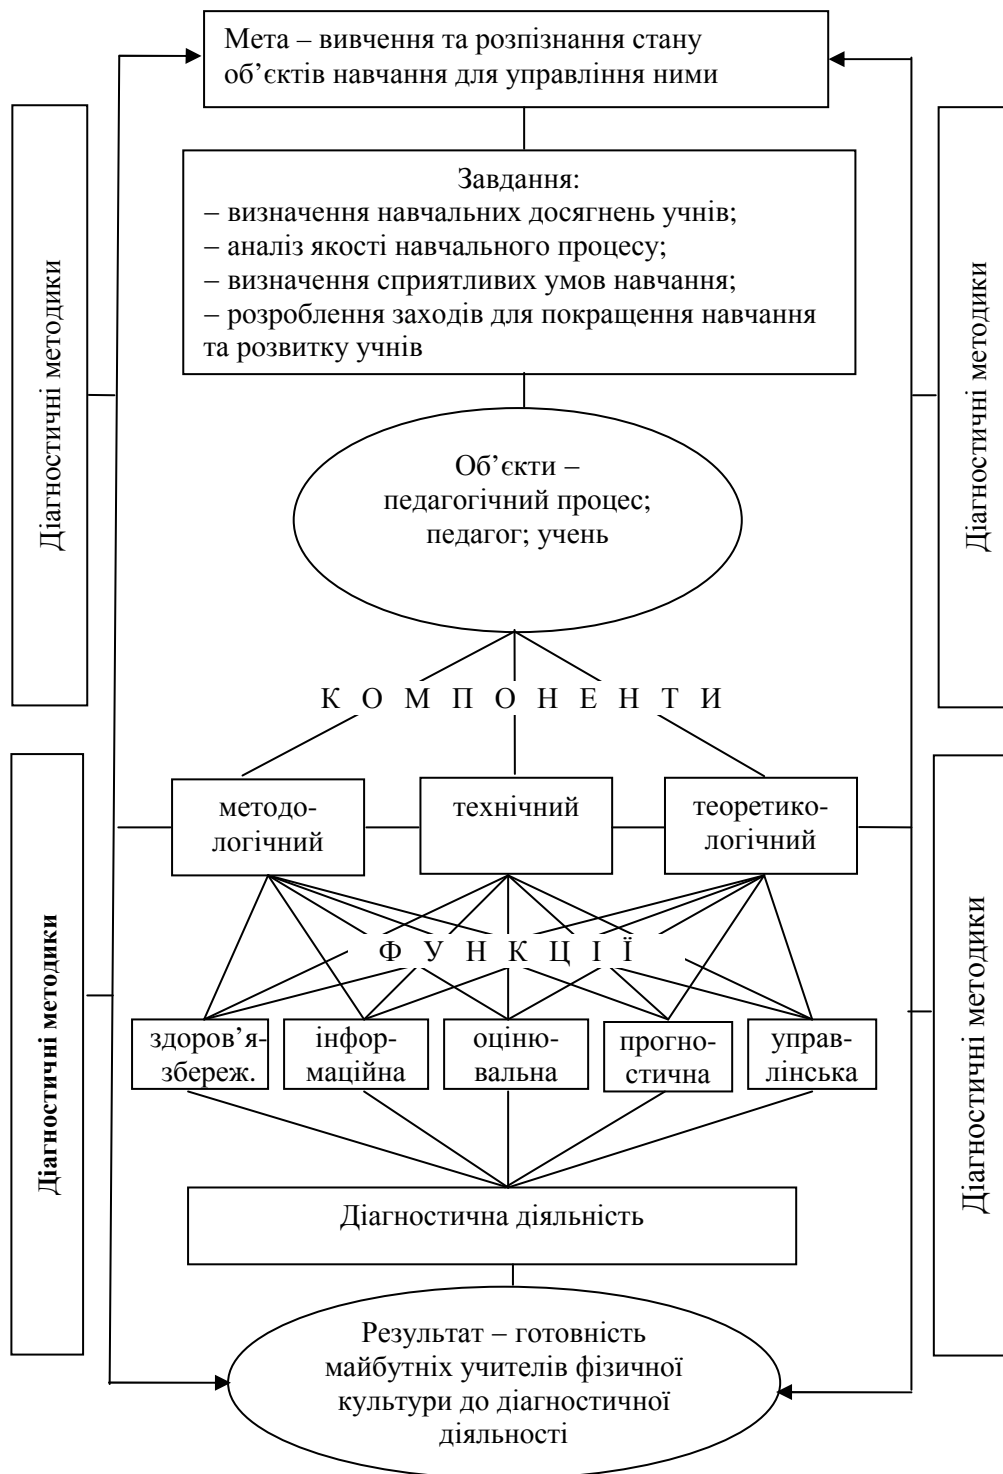 Мета – вивчення та розпізнання стану
об’єктів навчання для управління ними
Діагностичні методики
Діагностичні методики
Завдання:
– визначення навчальних досягнень учнів;
– аналіз якості навчального процесу;
– визначення сприятливих умов навчання;
– розроблення заходів для покращення навчання
та розвитку учнів
Об’єкти –
педагогічний процес;
педагог; учень
К О М П О Н Е Н Т И
Діагностичні методики
Діагностичні методики
методо-
логічний
технічний
теоретико-
логічний
Ф У Н К Ц І Ї
здоров’я-
збереж.
інфор-
маційна
оціню-
вальна
прогно-
стична
управ-
лінська
Діагностична діяльність
Результат – готовність
майбутніх учителів фізичної
культури до діагностичної
діяльності